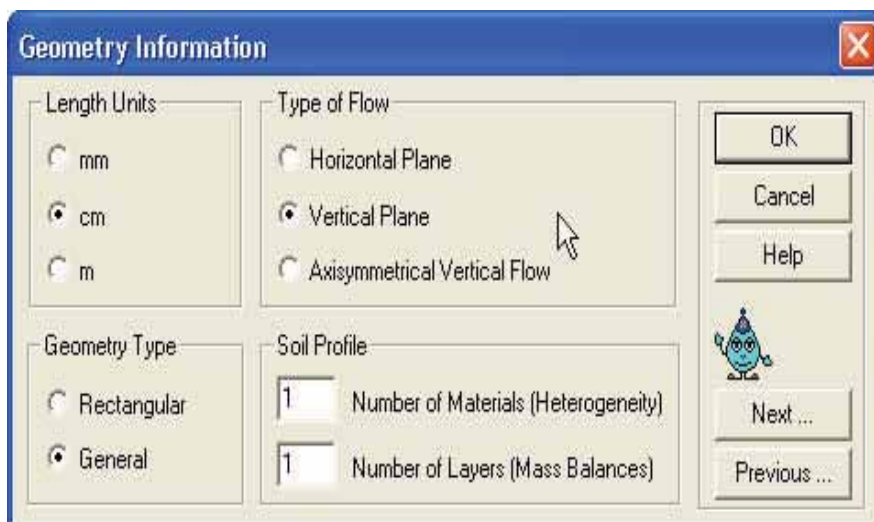 Geometry Information
Length Units
mm
cm
m
Type of Flow
Horizontal Plane
Vertical Plane
Axisymmetrical Vertical Flow
Geometry Type
Rectangular
General
Soil Profile
1 Number of Materials (Heterogeneity)
1 Number of Layers (Mass Balances)
OK
Cancel
Help
Next ...
Previous ...